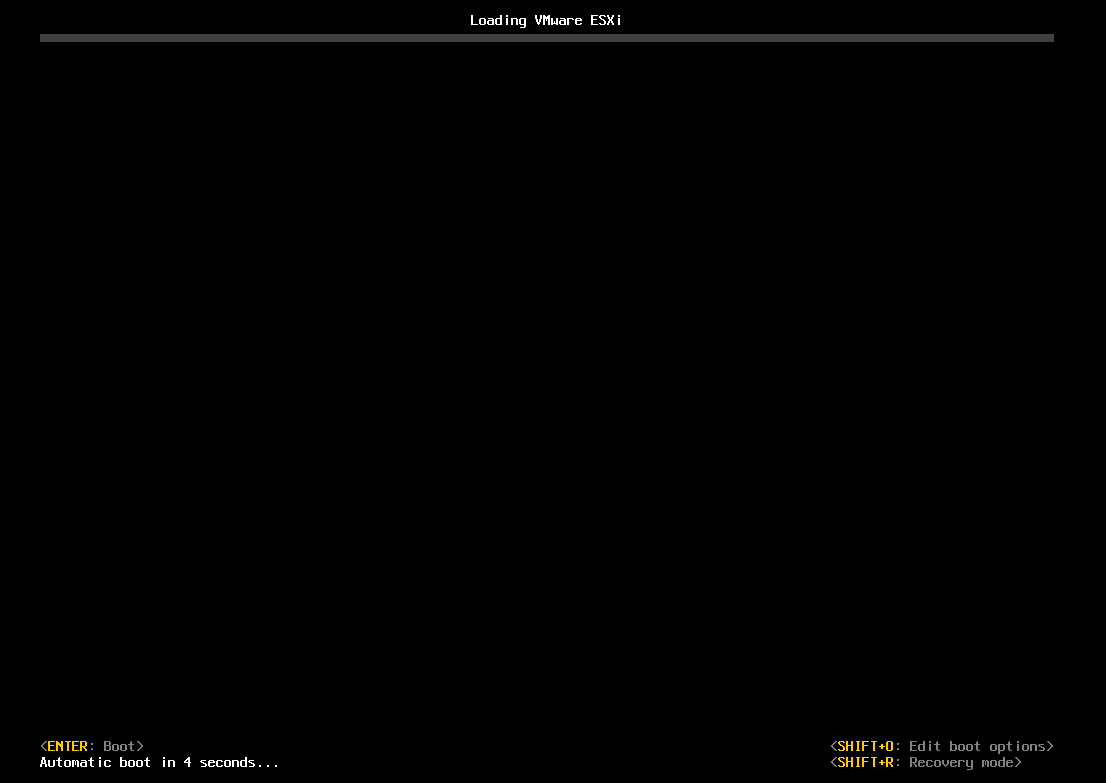 Loading VMware ESXi
<ENTER: Boot>
Automatic boot in 4 seconds...
<SHIFT+O: Edit boot options>
<SHIFT+R: Recovery mode>